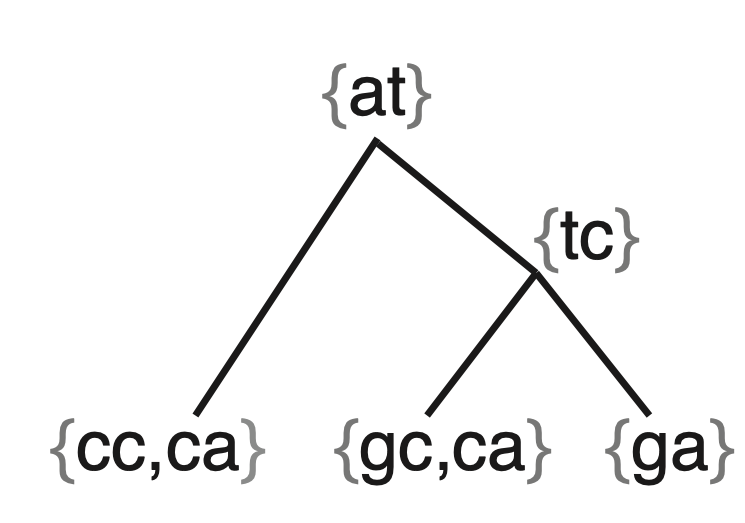 {at}
{tc}
{cc,ca} {gc,ca} {ga}